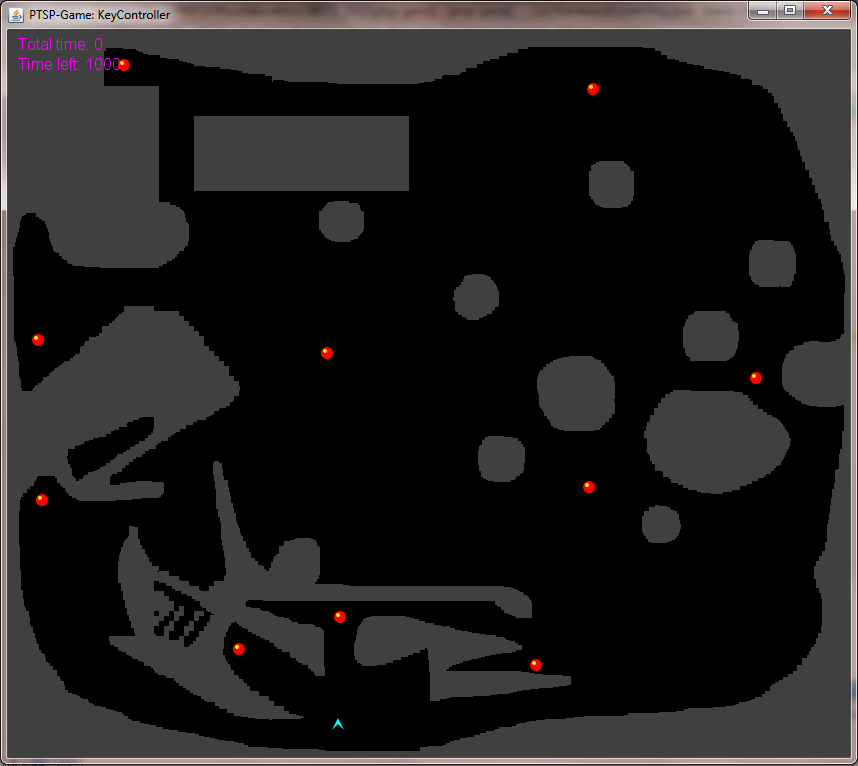 PTSP-Game: KeyController
Total time: 0.
Time left: 1000